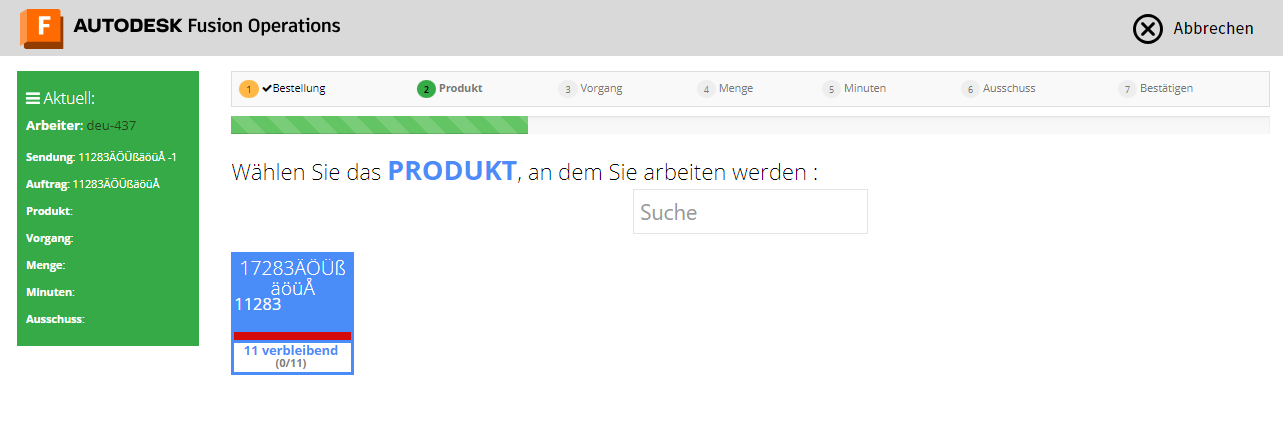 F AUTODESK Fusion Operations
Abbrechen
Aktuell:
Arbeiter: deu-437
Sendung: 11283ÄÖÜßäöüÅ -1
Auftrag: 11283ÄÖÜßäöüÅ
Produkt:
Vorgang:
Menge:
Minuten:
Ausschuss:
1 Bestellung 2 Produkt 3 Vorgang 4 Menge 5 Minuten 6 Ausschuss 7 Bestätigen
Wählen Sie das PRODUKT, an dem Sie arbeiten werden :
Suche
17283ÄÖÜß
äöüÅ
11283
11 verbleibend
(0/11)